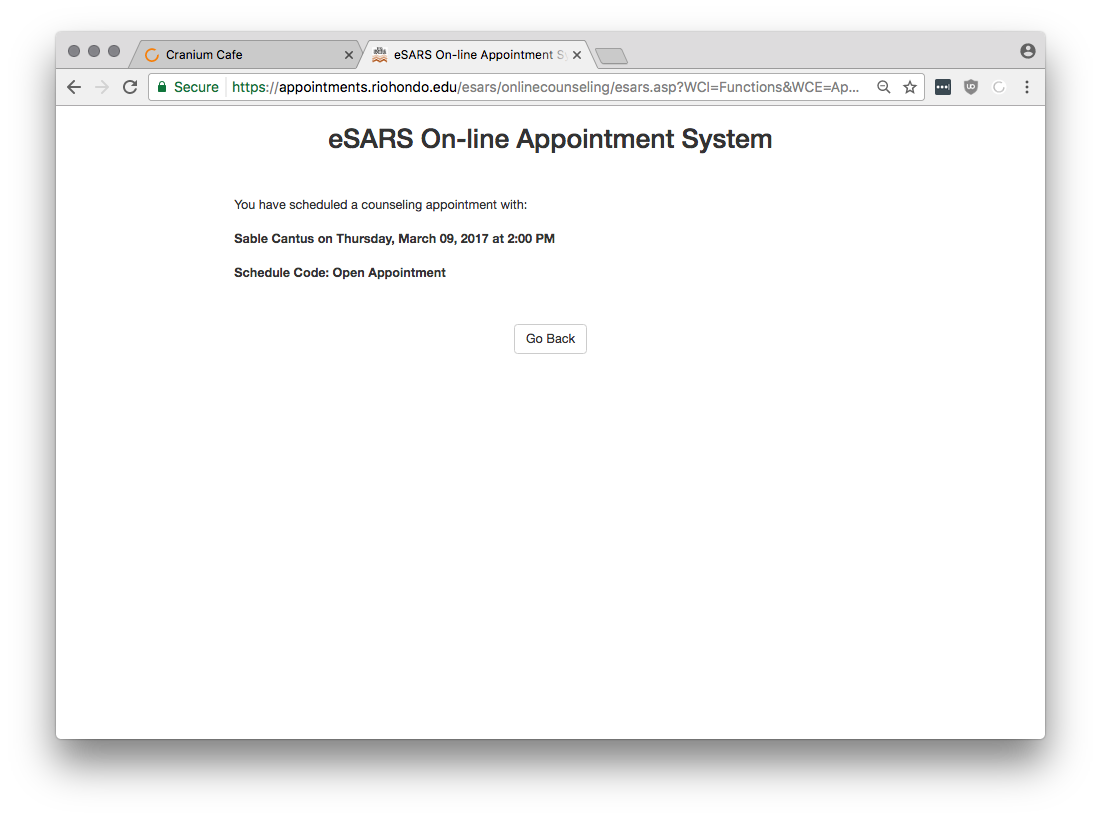 Cranium Cafe
eSARS On-line Appointment S
Secure
https://appointments.riohondo.edu/esars/onlinecounseling/esars.asp?WCI=Functions&WCE=Ap...
eSARS On-line Appointment System
You have scheduled a counseling appointment with:
Sable Cantus on Thursday, March 09, 2017 at 2:00 PM
Schedule Code: Open Appointment
Go Back